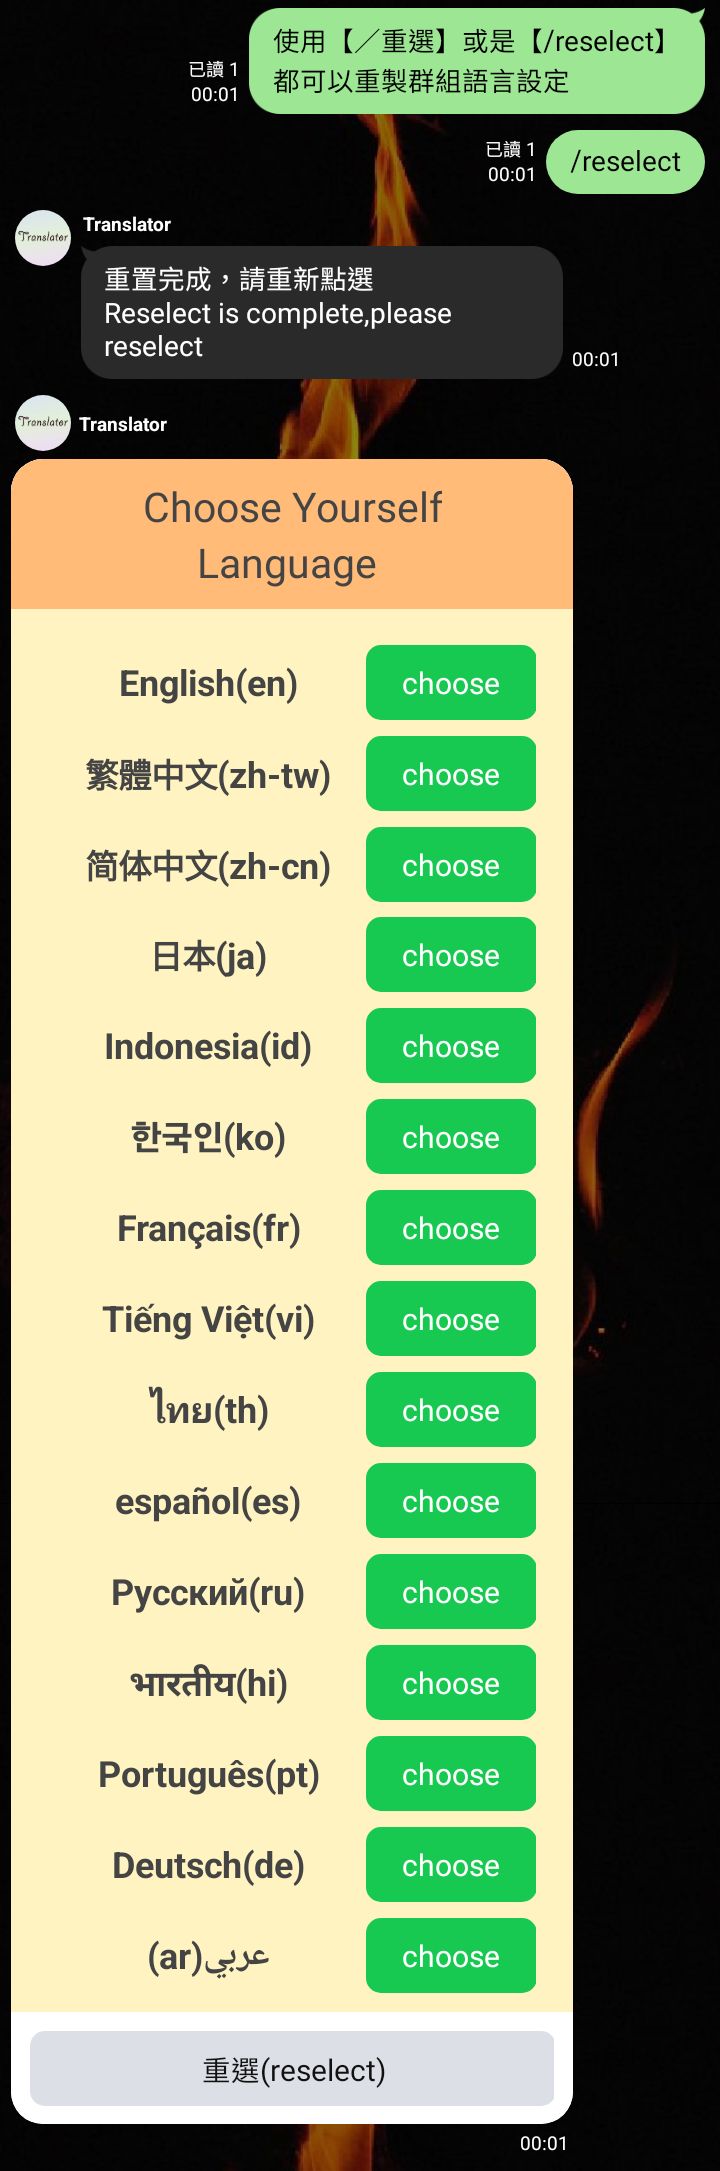 使用【／重選】或是【/reselect】
都可以重製群組語言設定
已讀 1
00:01
/reselect
已讀 1
00:01
Translator
Translator
重置完成，請重新點選
Reselect is complete,please
reselect
00:01
Translator
Translator
Choose Yourself
Language
English(en) choose
繁體中文(zh-tw) choose
简体中文(zh-cn) choose
日本(ja) choose
Indonesia(id) choose
한국인(ko) choose
Français(fr) choose
Tiếng Việt(vi) choose
ไทย(th) choose
español(es) choose
Русский(ru) choose
भारतीय(hi) choose
Português(pt) choose
Deutsch(de) choose
عربي(ar) choose
重選(reselect)
00:01